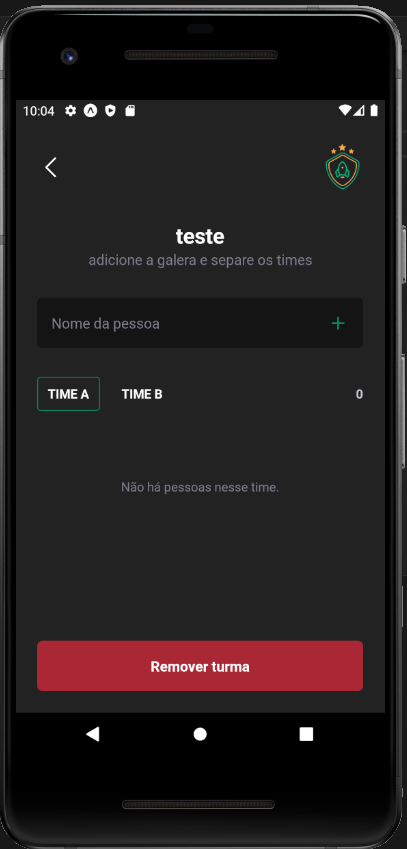 10:04
teste
adicione a galera e separe os times
Nome da pessoa +
TIME A TIME B 0
Não há pessoas nesse time.
Remover turma